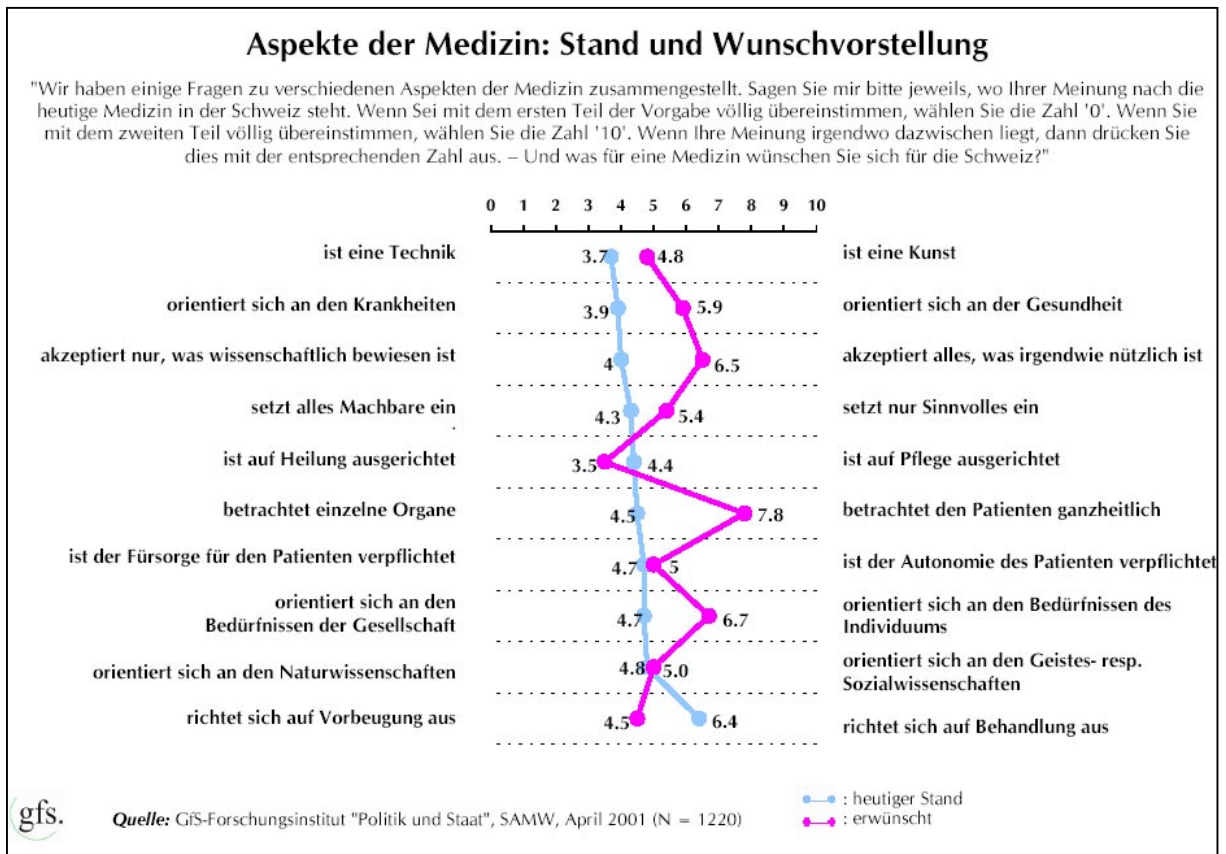 Aspekte der Medizin: Stand und Wunschvorstellung
"Wir haben einige Fragen zu verschiedenen Aspekten der Medizin zusammengestellt. Sagen Sie mir bitte jeweils, wo Ihrer Meinung nach die
heutige Medizin in der Schweiz steht. Wenn Sei mit dem ersten Teil der Vorgabe völlig übereinstimmen, wählen Sie die Zahl '0'. Wenn Sie
mit dem zweiten Teil völlig übereinstimmen, wählen Sie die Zahl '10'. Wenn Ihre Meinung irgendwo dazwischen liegt, dann drücken Sie
dies mit der entsprechenden Zahl aus. – Und was für eine Medizin wünschen Sie sich für die Schweiz?"
0 1 2 3 4 5 6 7 8 9 10
ist eine Technik 3.7 4.8 ist eine Kunst
orientiert sich an den Krankheiten 3.9 5.9 orientiert sich an der Gesundheit
akzeptiert nur, was wissenschaftlich bewiesen ist 4 6.5 akzeptiert alles, was irgendwie nützlich ist
setzt alles Machbare ein 4.3 5.4 setzt nur Sinnvolles ein
ist auf Heilung ausgerichtet 3.5 4.4 ist auf Pflege ausgerichtet
betrachtet einzelne Organe 4.5 7.8 betrachtet den Patienten ganzheitlich
ist der Fürsorge für den Patienten verpflichtet 4.7 5 ist der Autonomie des Patienten verpflichtet
orientiert sich an den
Bedürfnissen der Gesellschaft 4.7 6.7 orientiert sich an den Bedürfnissen des
Individuums
orientiert sich an den Naturwissenschaften 4.8 5.0 orientiert sich an den Geistes- resp.
Sozialwissenschaften
richtet sich auf Vorbeugung aus 4.5 6.4 richtet sich auf Behandlung aus
: heutiger Stand
: erwünscht
gfs.
Quelle: GfS-Forschungsinstitut "Politik und Staat", SAMW, April 2001 (N = 1220)